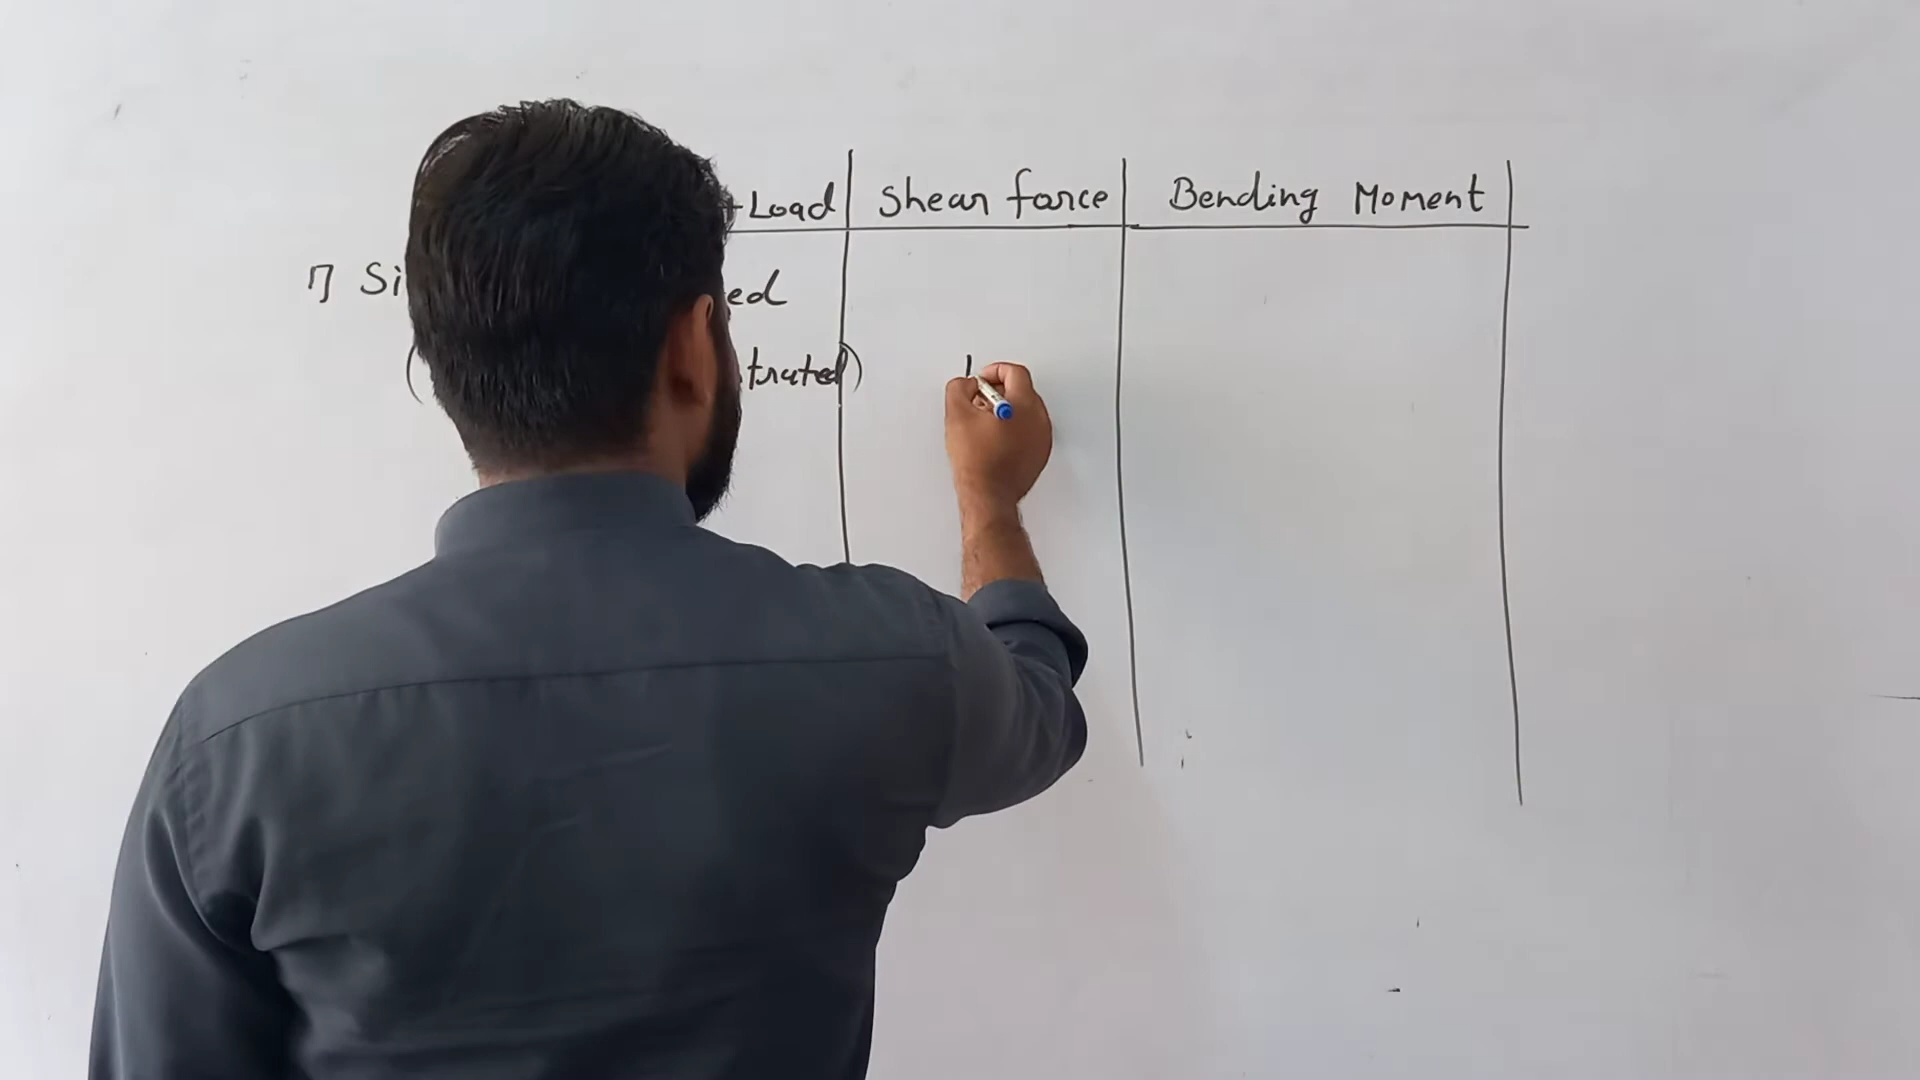 +Load Shear force Bending Moment
1] Si ed
( trated)